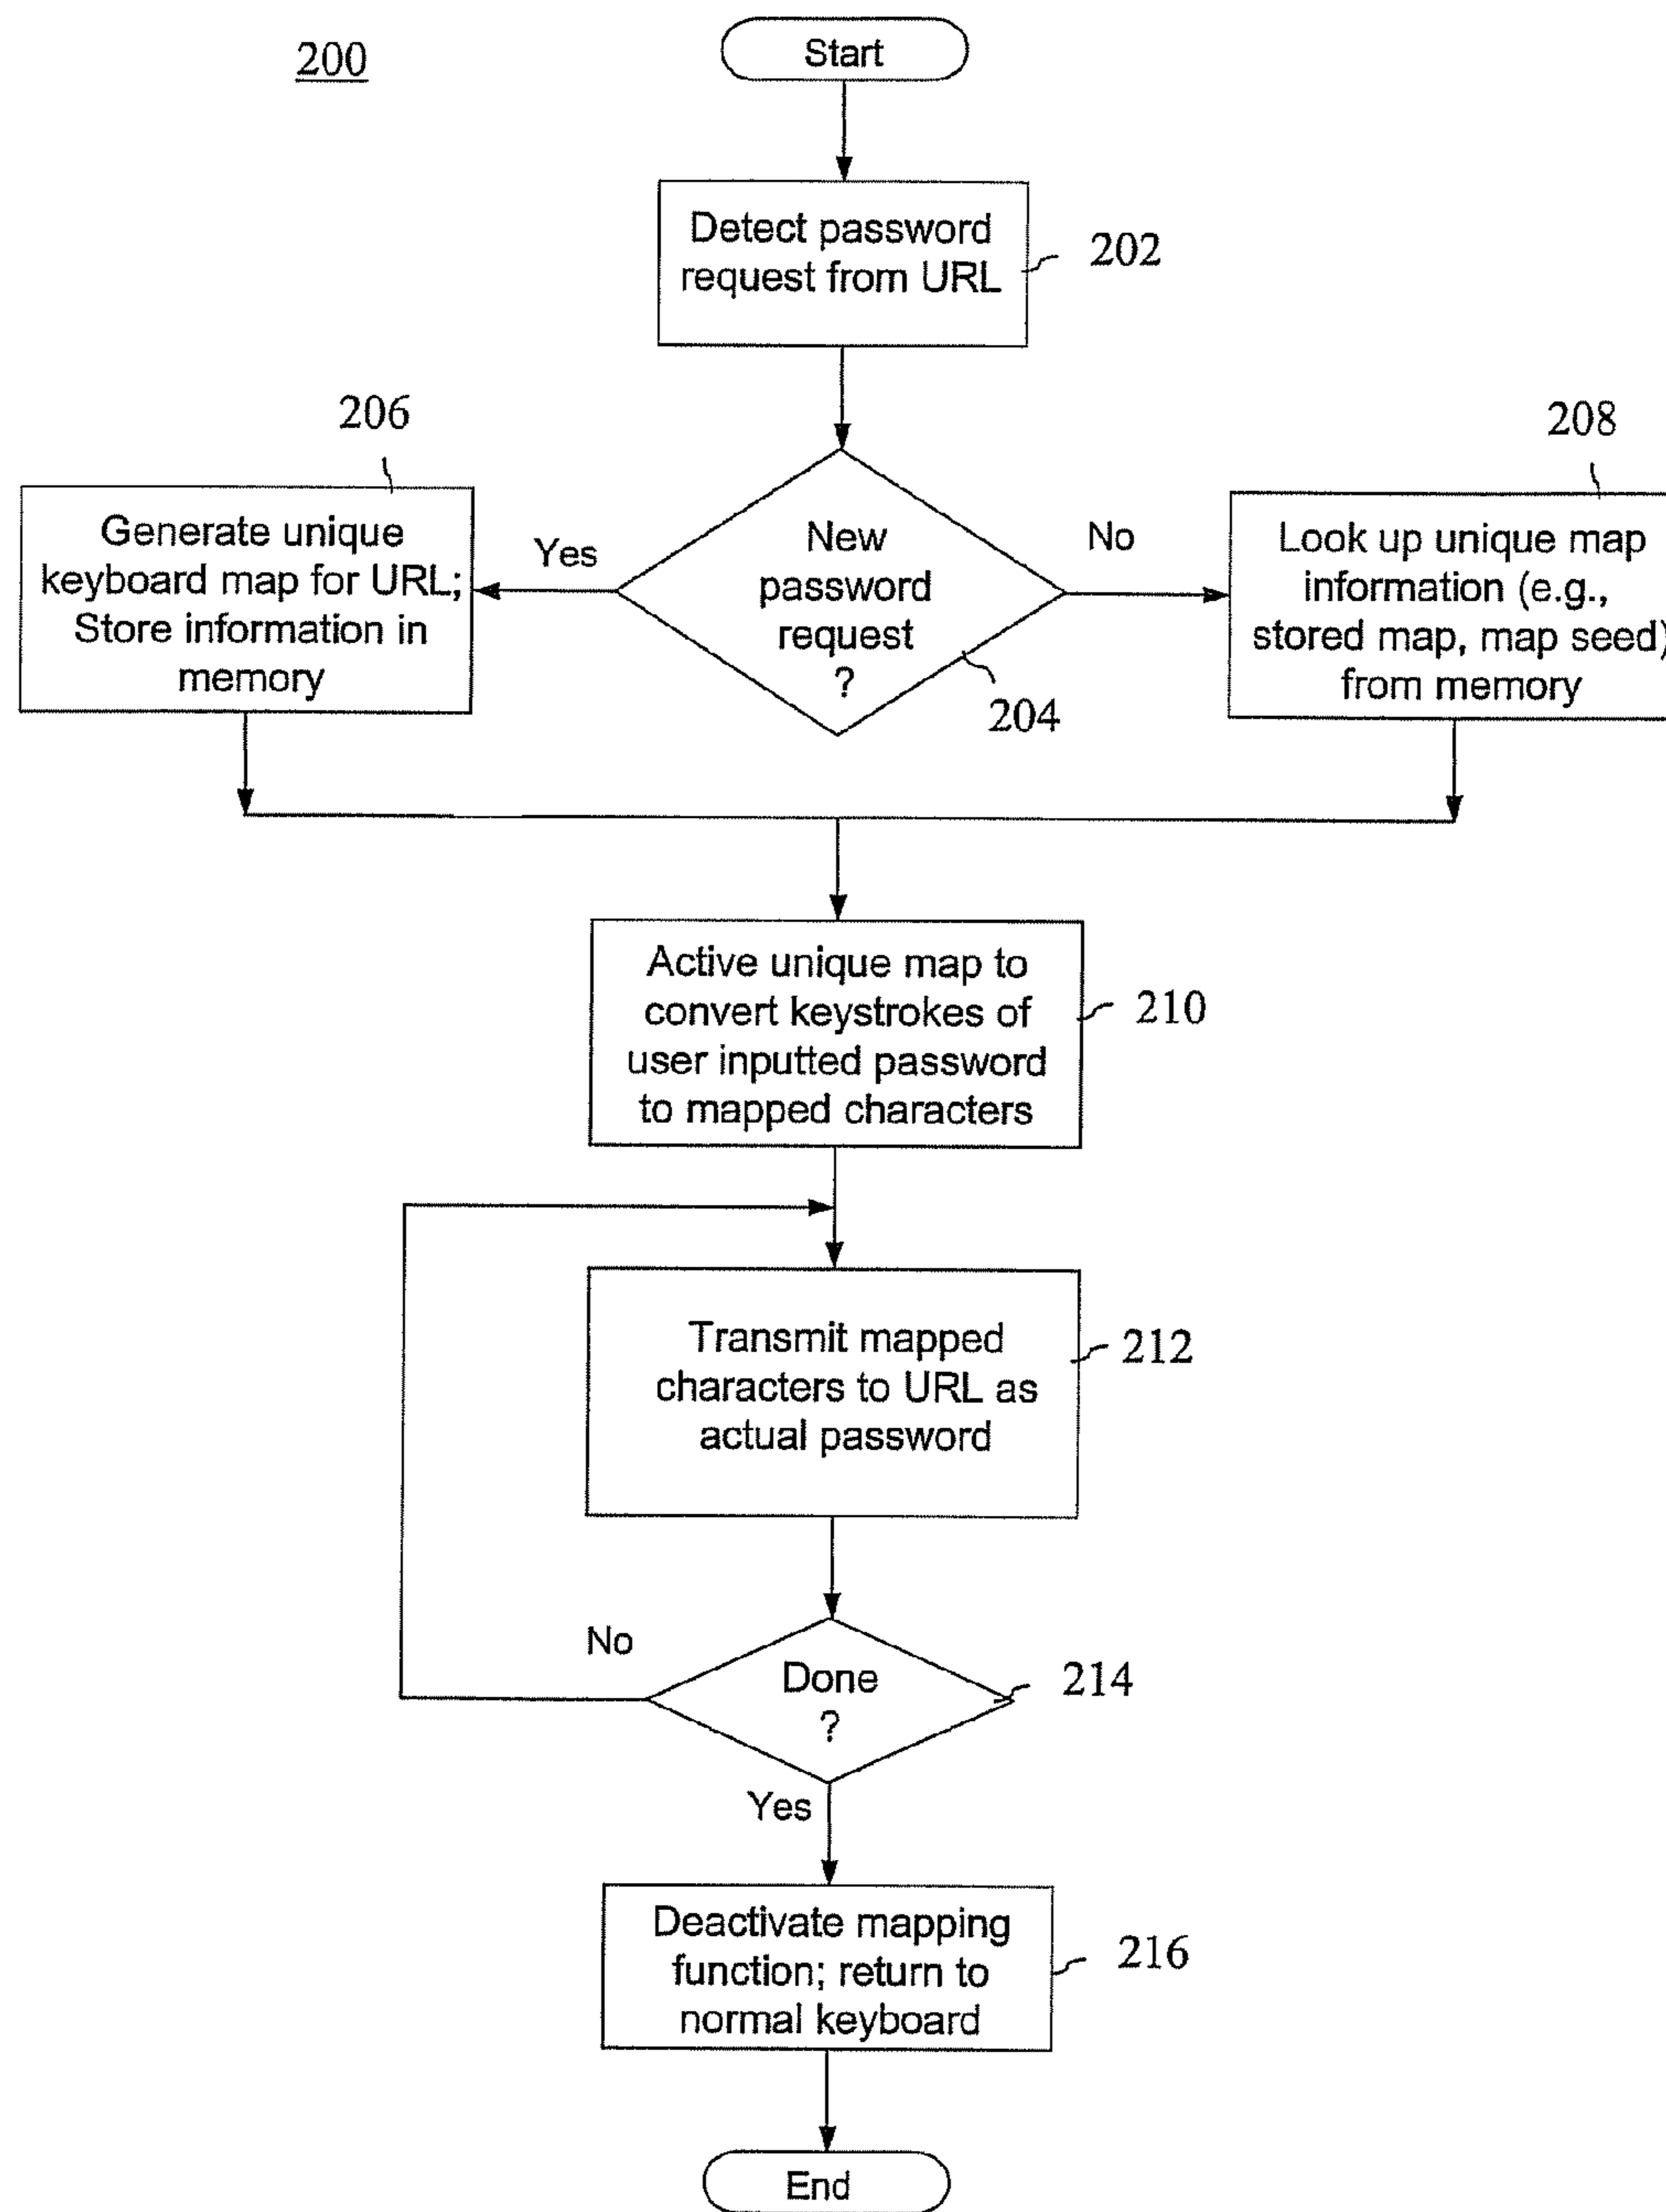 200
Start
Detect password
request from URL
202
206
208
Generate unique
keyboard map for URL;
Store information in
memory
Yes
New
password
request
?
No
204
Look up unique map
information (e.g.,
stored map, map seed)
from memory
Active unique map to
convert keystrokes of
user inputted password
to mapped characters
210
Transmit mapped
characters to URL as
actual password
212
No
Done
?
214
Yes
Deactivate mapping
function; return to
normal keyboard
216
End